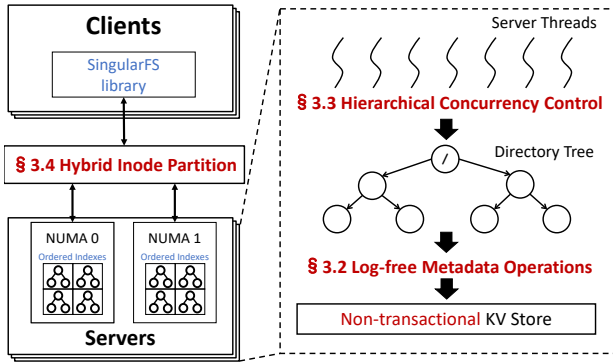 Clients
SingularFS
library
§ 3.4 Hybrid Inode Partition
NUMA 0
Ordered Indexes
NUMA 1
Ordered Indexes
Servers
Server Threads
§ 3.3 Hierarchical Concurrency Control
Directory Tree
/
§ 3.2 Log-free Metadata Operations
Non-transactional KV Store